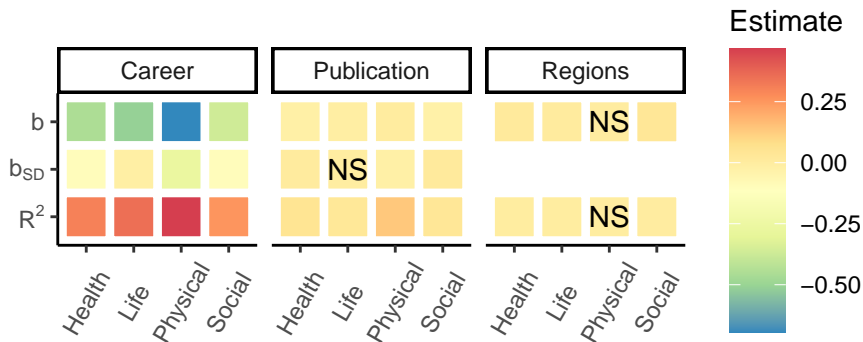 Estimate
Career Publication Regions
b NS
b_SD NS
R² NS
Health Life Physical Social Health Life Physical Social Health Life Physical Social
0.25
0.00
−0.25
−0.50